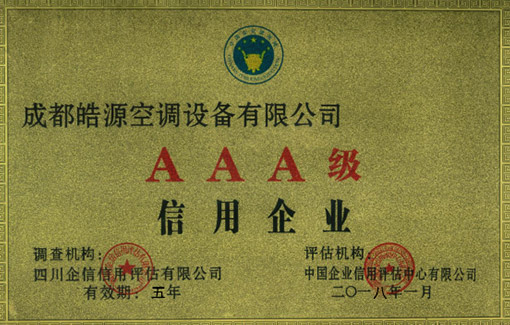 成都皓源空调设备有限公司
AAA级
信用企业
调查机构：
四川企信信用评估有限公司
有效期：五年
评估机构：
中国企业信用评估中心有限公司
二〇一八年一月